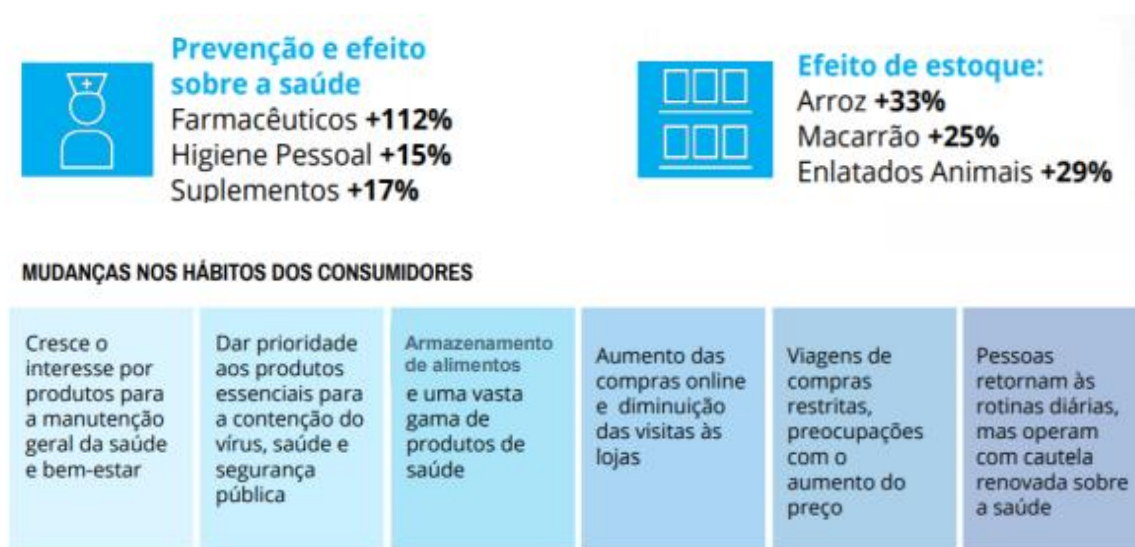 Prevenção e efeito
sobre a saúde
Farmacêuticos +112%
Higiene Pessoal +15%
Suplementos +17%
Efeito de estoque:
Arroz +33%
Macarrão +25%
Enlatados Animais +29%
MUDANÇAS NOS HÁBITOS DOS CONSUMIDORES
Cresce o
interesse por
produtos para
a manutenção
geral da saúde
e bem-estar
Dar prioridade
aos produtos
essenciais para
a contenção do
vírus, saúde e
segurança
pública
Armazenamento
de alimentos
e uma vasta
gama de
produtos de
saúde
Aumento das
compras online
e diminuição
das visitas às
lojas
Viagens de
compras
restritas,
preocupações
com o
aumento do
preço
Pessoas
retornam às
rotinas diárias,
mas operam
com cautela
renovada sobre
a saúde